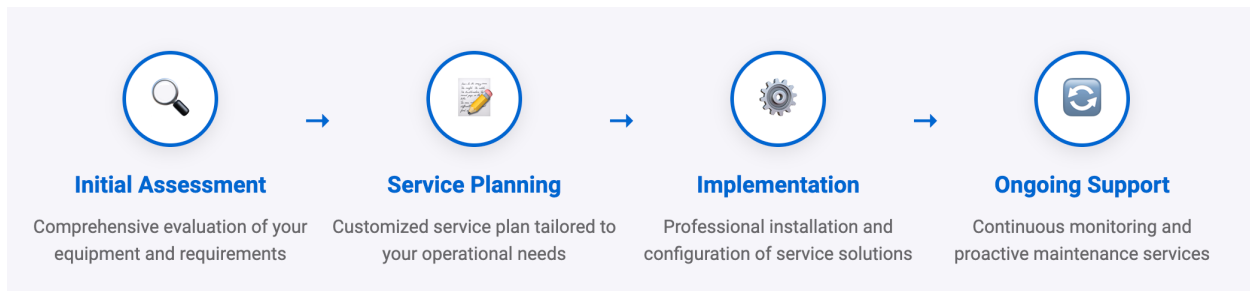 Initial Assessment
Comprehensive evaluation of your
equipment and requirements
Service Planning
Customized service plan tailored to
your operational needs
Implementation
Professional installation and
configuration of service solutions
Ongoing Support
Continuous monitoring and
proactive maintenance services